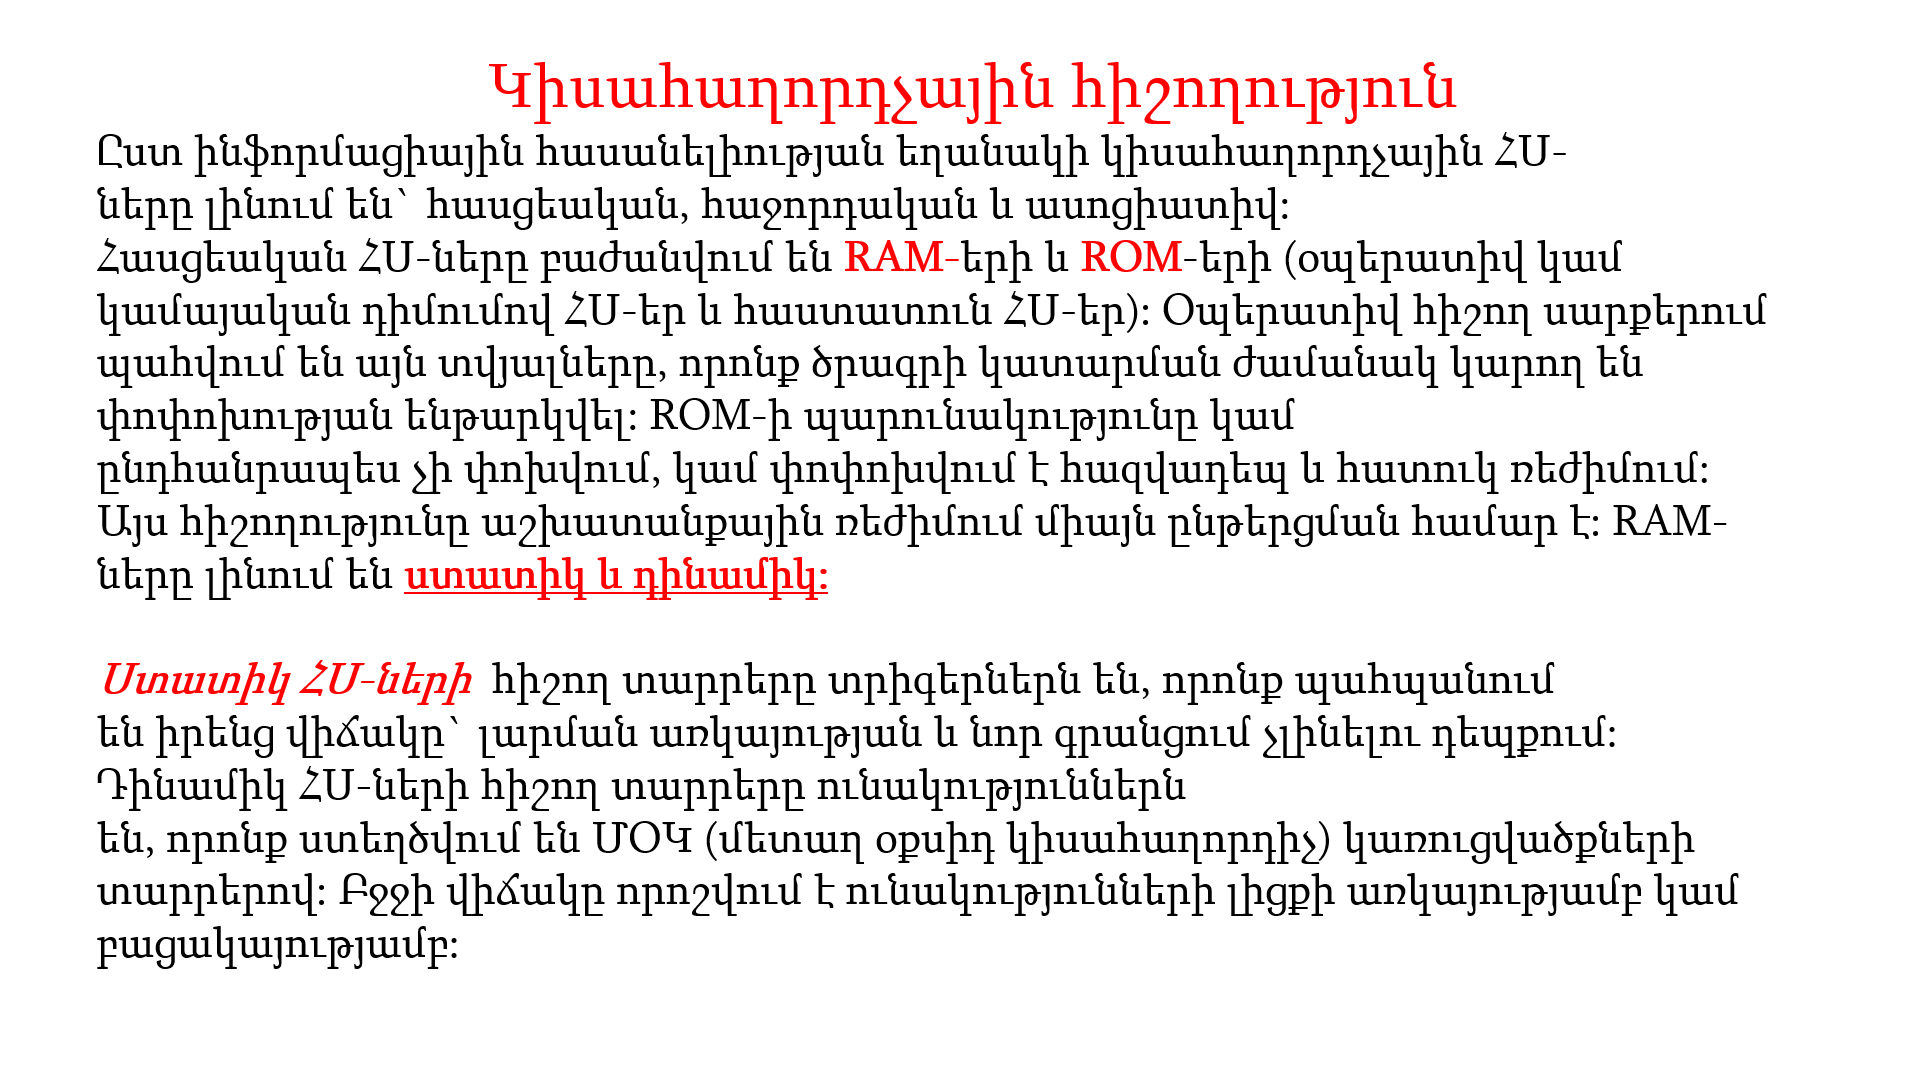 Կիսահաղորդչային հիշողություն
Ըստ ինֆորմացիային հասանելիության եղանակի կիսահաղորդչային ՀՍ-
ները լինում են` հասցեական, հաջորդական և ասոցիատիվ:
Հասցեական ՀՍ-ները բաժանվում են RAM-երի և ROM-երի (օպերատիվ կամ
կամայական դիմումով ՀՍ-եր և հաստատուն ՀՍ-եր): Օպերատիվ հիշող սարքերում
պահվում են այն տվյալները, որոնք ծրագրի կատարման ժամանակ կարող են
փոփոխության ենթարկվել: ROM-ի պարունակությունը կամ
ընդհանրապես չի փոխվում, կամ փոփոխվում է հազվադեպ և հատուկ ռեժիմում:
Այս հիշողությունը աշխատանքային ռեժիմում միայն ընթերցման համար է: RAM-
ները լինում են ստատիկ և դինամիկ:
Ստատիկ ՀՍ-ների հիշող տարրերը տրիգերներն են, որոնք պահպանում
են իրենց վիճակը` լարման առկայության և նոր գրանցում չլինելու դեպքում:
Դինամիկ ՀՍ-ների հիշող տարրերը ունակություններն
են, որոնք ստեղծվում են ՄՕԿ (մետաղ օքսիդ կիսահաղորդիչ) կառուցվածքների
տարրերով: Բջջի վիճակը որոշվում է ունակությունների լիցքի առկայությամբ կամ
բացակայությամբ: